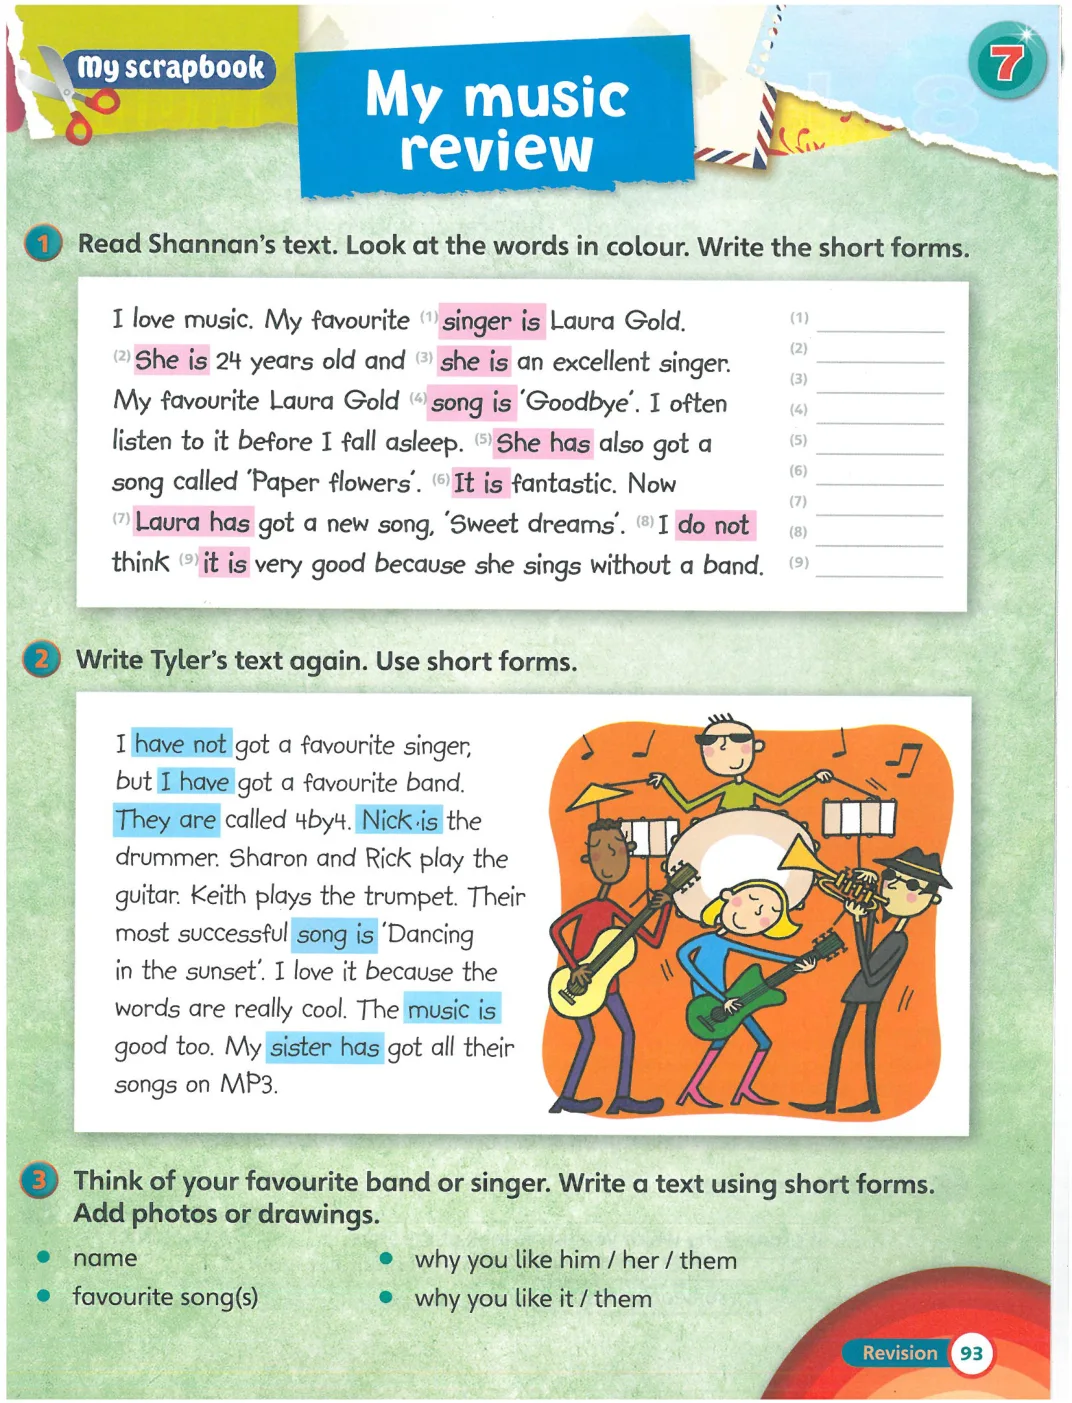 My scrapbook
7
My music
review
1 Read Shannan's text. Look at the words in colour. Write the short forms.
I love music. My favourite (1) singer is Laura Gold.
(2) She is 24 years old and (3) she is an excellent singer.
My favourite Laura Gold (4) song is 'Goodbye'. I often
listen to it before I fall asleep. (5) She has also got a
song called 'Paper flowers'. (6) It is fantastic. Now
(7) Laura has got a new song, 'Sweet dreams'. (8) I do not
think (9) it is very good because she sings without a band.
(1)
(2)
(3)
(4)
(5)
(6)
(7)
(8)
(9)
2 Write Tyler's text again. Use short forms.
I have not got a favourite singer,
but I have got a favourite band.
They are called 4by4. Nick is the
drummer. Sharon and Rick play the
guitar. Keith plays the trumpet. Their
most successful song is 'Dancing
in the sunset'. I love it because the
words are really cool. The music is
good too. My sister has got all their
songs on MP3.
3 Think of your favourite band or singer. Write a text using short forms.
Add photos or drawings.
• name
• favourite song(s)
• why you like him / her / them
• why you like it / them
Revision 93